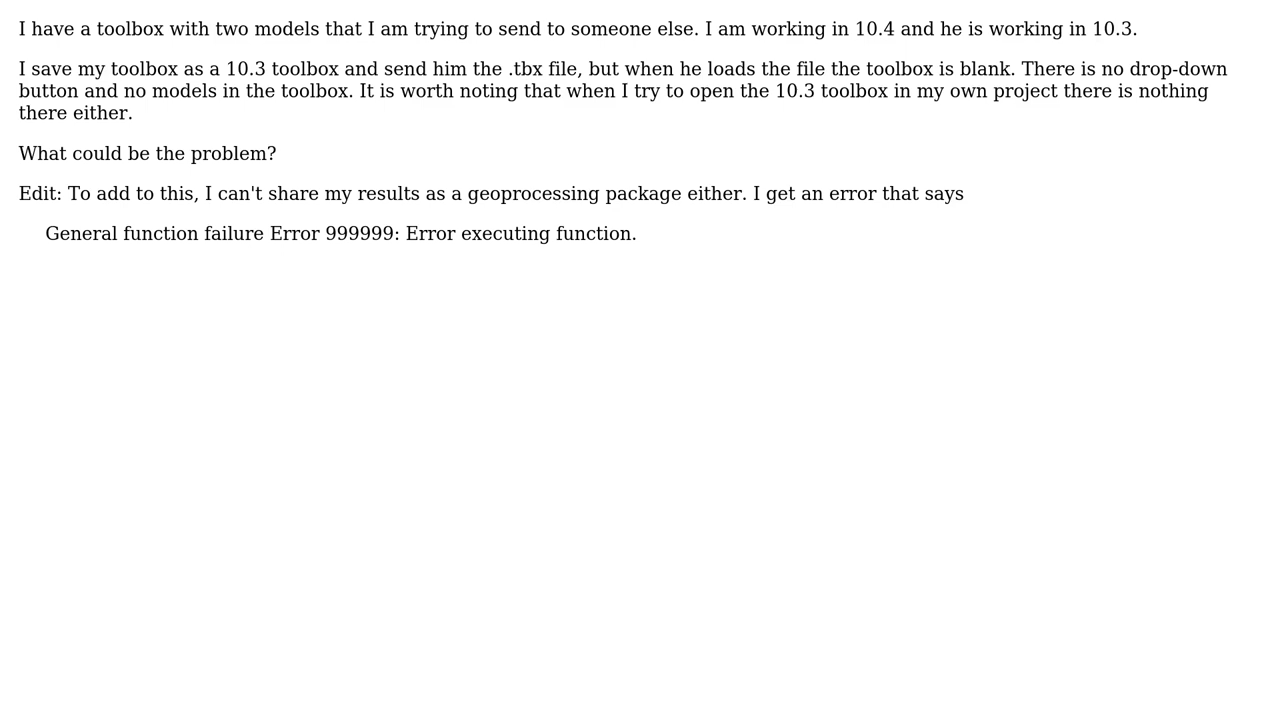 I have a toolbox with two models that I am trying to send to someone else. I am working in 10.4 and he is working in 10.3.
I save my toolbox as a 10.3 toolbox and send him the .tbx file, but when he loads the file the toolbox is blank. There is no drop-down
button and no models in the toolbox. It is worth noting that when I try to open the 10.3 toolbox in my own project there is nothing
there either.
What could be the problem?
Edit: To add to this, I can't share my results as a geoprocessing package either. I get an error that says
General function failure Error 999999: Error executing function.